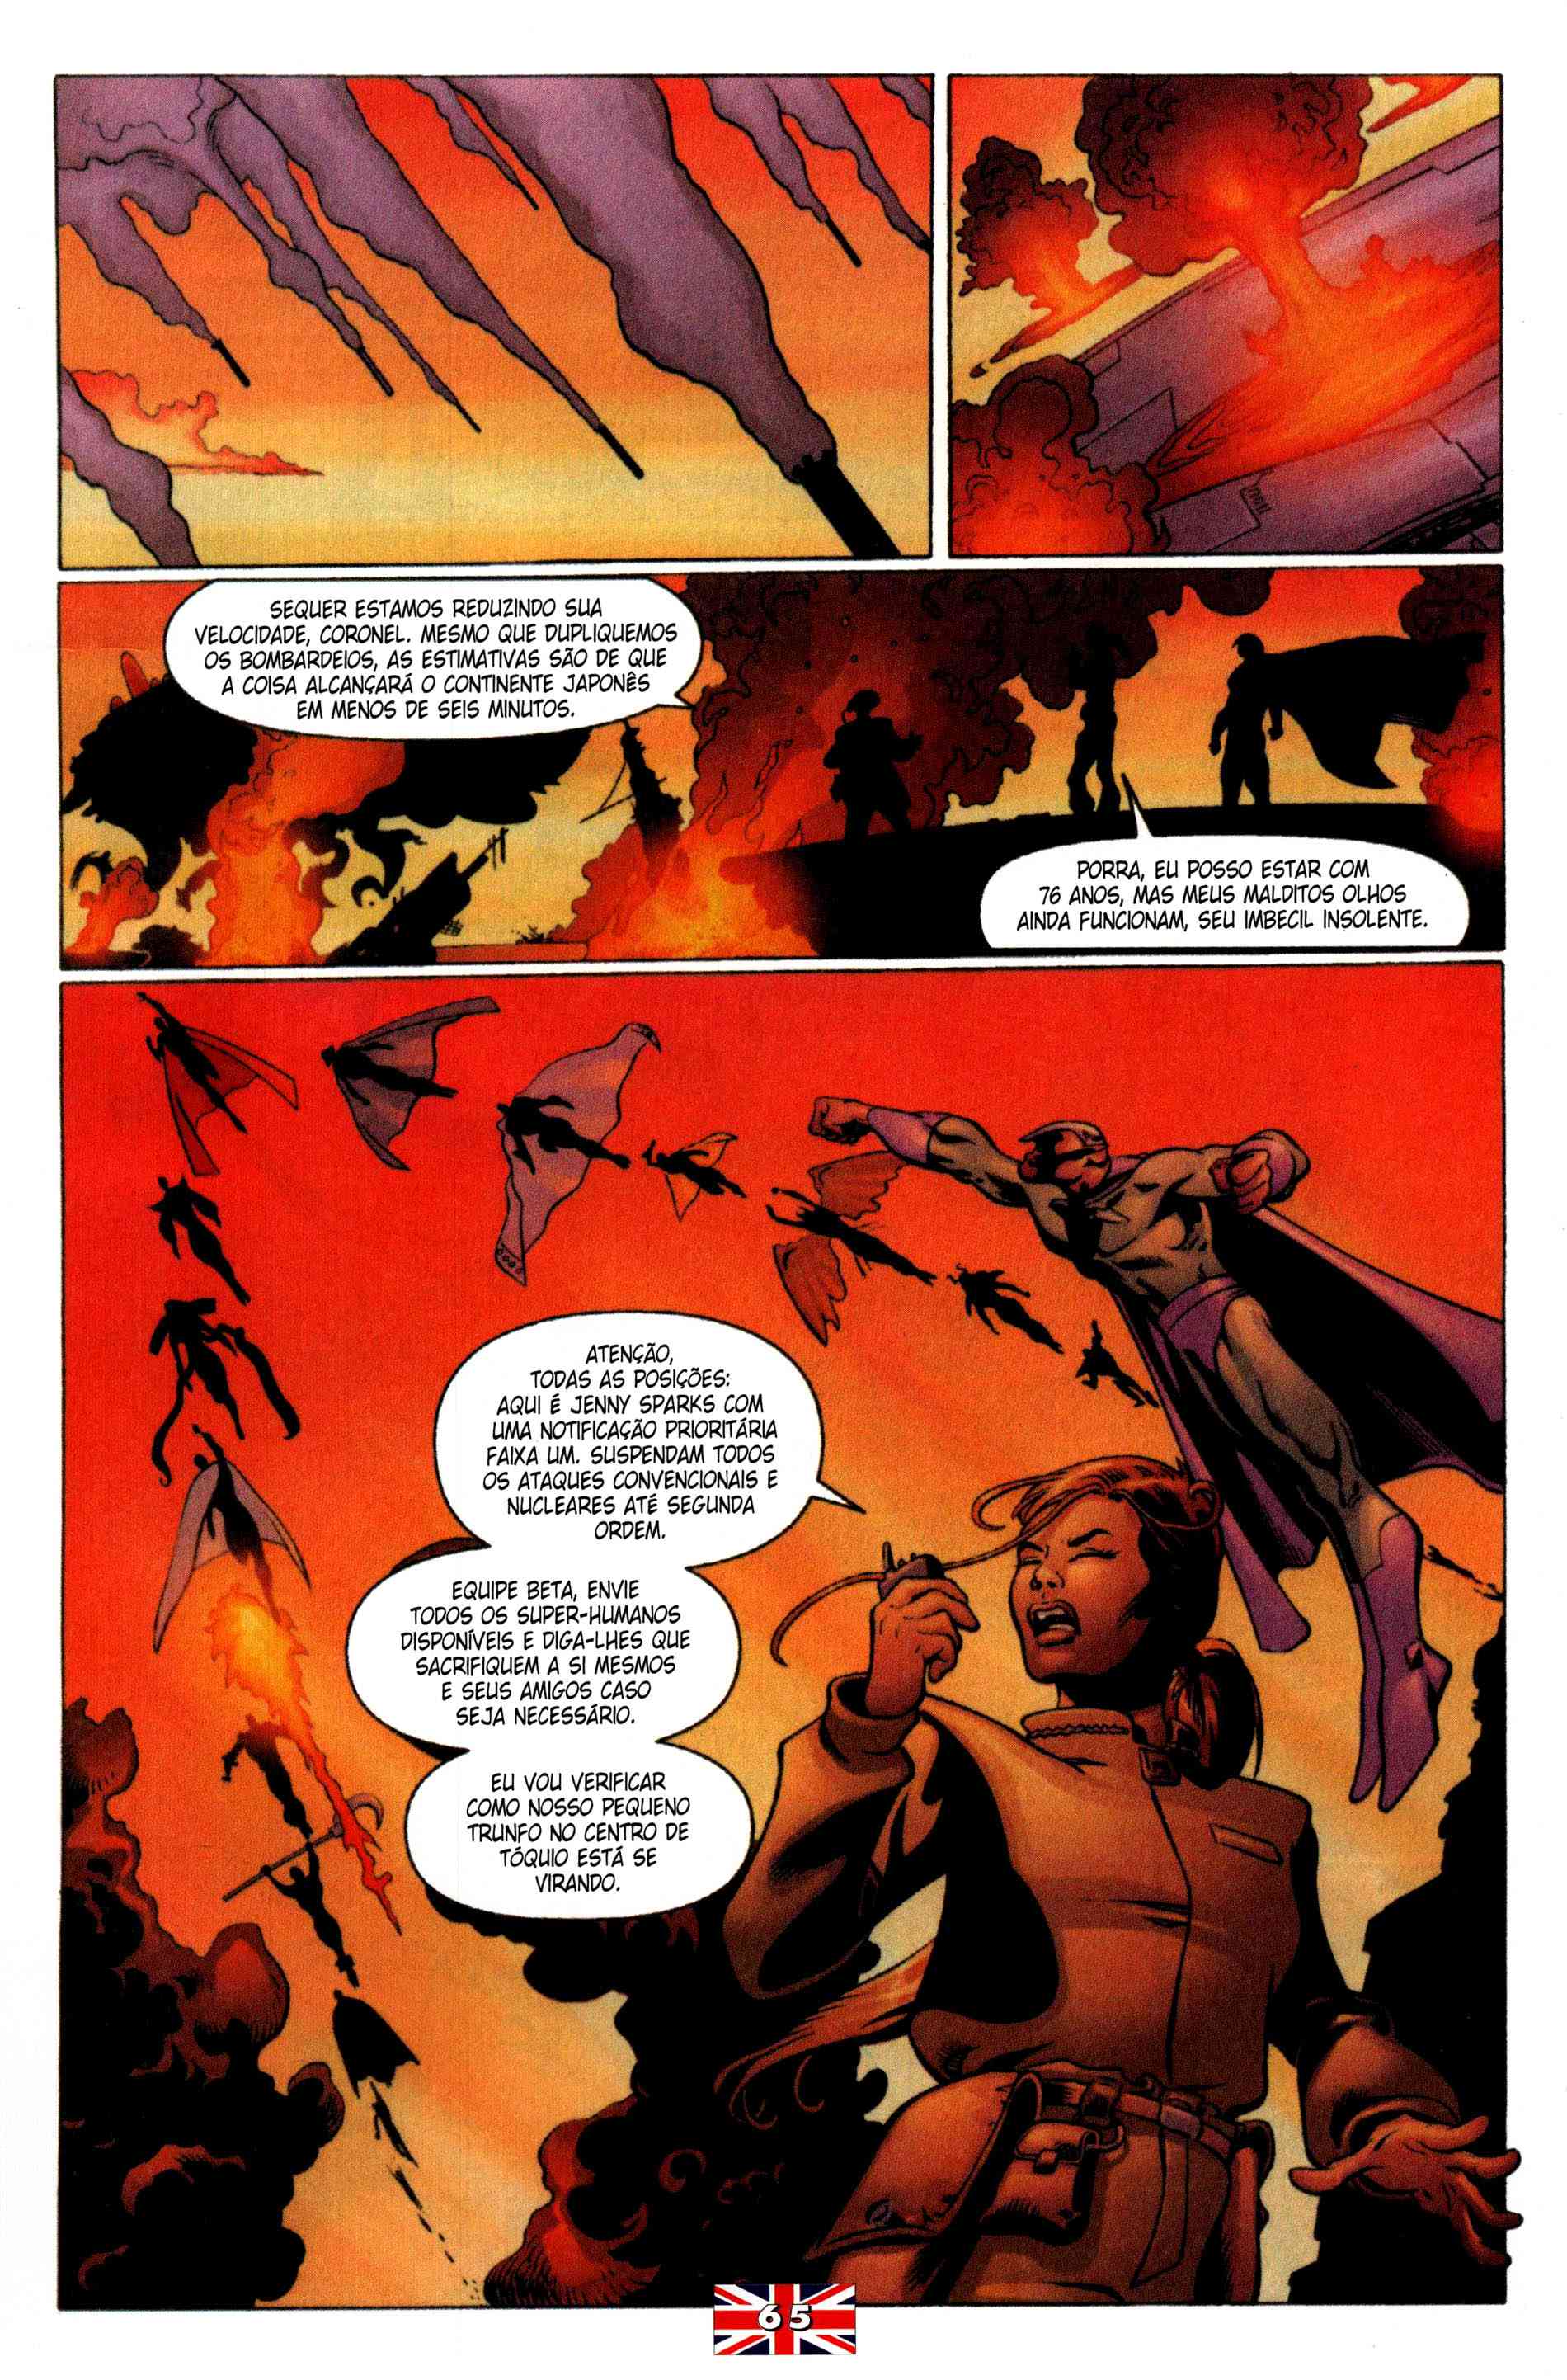 SEQUER ESTAMOS REDUZINDO SUA
VELOCIDADE, CORONEL. MESMO QUE DUPLIQUEMOS
OS BOMBARDEIOS, AS ESTIMATIVAS SÃO DE QUE
A COISA ALCANÇARÁ O CONTINENTE JAPONÊS
EM MENOS DE SEIS MINUTOS.
PORRA, EU POSSO ESTAR COM
76 ANOS, MAS MEUS MALDITOS OLHOS
AINDA FUNCIONAM, SEU IMBECIL INSOLENTE.
ATENÇÃO,
TODAS AS POSIÇÕES:
AQUI É JENNY SPARKS COM
UMA NOTIFICAÇÃO PRIORITÁRIA
FAIXA UM. SUSPENDAM TODOS
OS ATAQUES CONVENCIONAIS E
NUCLEARES ATÉ SEGUNDA
ORDEM.
EQUIPE BETA, ENVIE
TODOS OS SUPER-HUMANOS
DISPONÍVEIS E DIGA-LHES QUE
SACRIFIQUEM A SI MESMOS
E SEUS AMIGOS CASO
SEJA NECESSÁRIO.
EU VOU VERIFICAR
COMO NOSSO PEQUENO
TRUNFO NO CENTRO DE
TÓQUIO ESTÁ SE
VIRANDO.
65